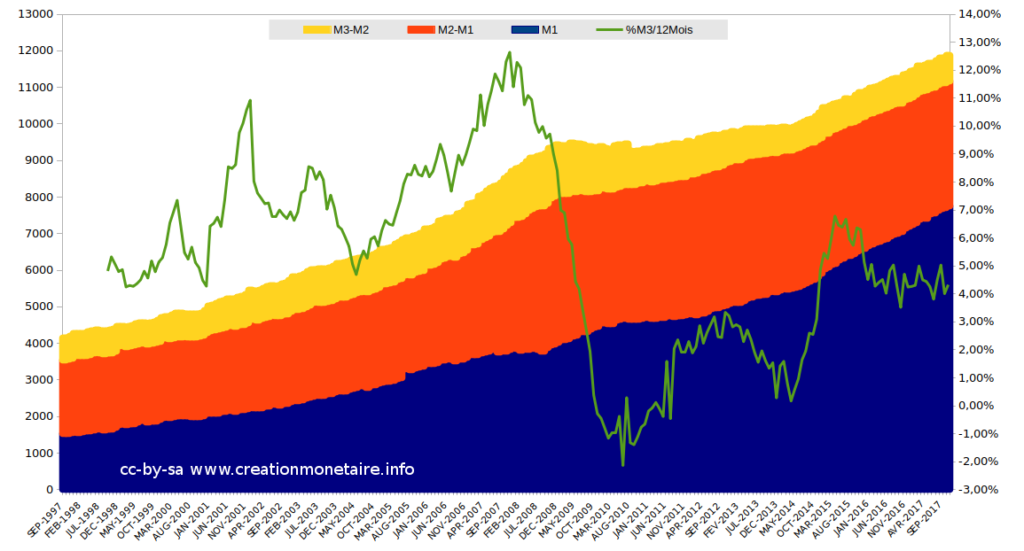 M3-M2 M2-M1 M1 %M3/12Mois
13000
12000
11000
10000
9000
8000
7000
6000
5000
4000
3000
2000
1000
0
14,00%
13,00%
12,00%
11,00%
10,00%
9,00%
8,00%
7,00%
6,00%
5,00%
4,00%
3,00%
2,00%
1,00%
0,00%
-1,00%
-2,00%
-3,00%
cc-by-sa www.creationmonetaire.info
SEP-1997
FEB-1998
JUL-1998
DEC-1998
MAY-1999
OCT-1999
MAR-2000
AUG-2000
JAN-2001
JUN-2001
NOV-2001
APR-2002
SEP-2002
FEB-2003
JUL-2003
DEC-2003
MAY-2004
OCT-2004
MAR-2005
AUG-2005
JAN-2006
JUN-2006
NOV-2006
APR-2007
SEP-2007
FEB-2008
JUL-2008
DEC-2008
MAY-2009
OCT-2009
MAR-2010
AUG-2010
JAN-2011
JUN-2011
NOV-2011
APR-2012
SEP-2012
FEB-2013
JUL-2013
DEC-2013
MAY-2014
OCT-2014
MAR-2015
AUG-2015
JAN-2016
JUN-2016
NOV-2016
APR-2017
SEP-2017